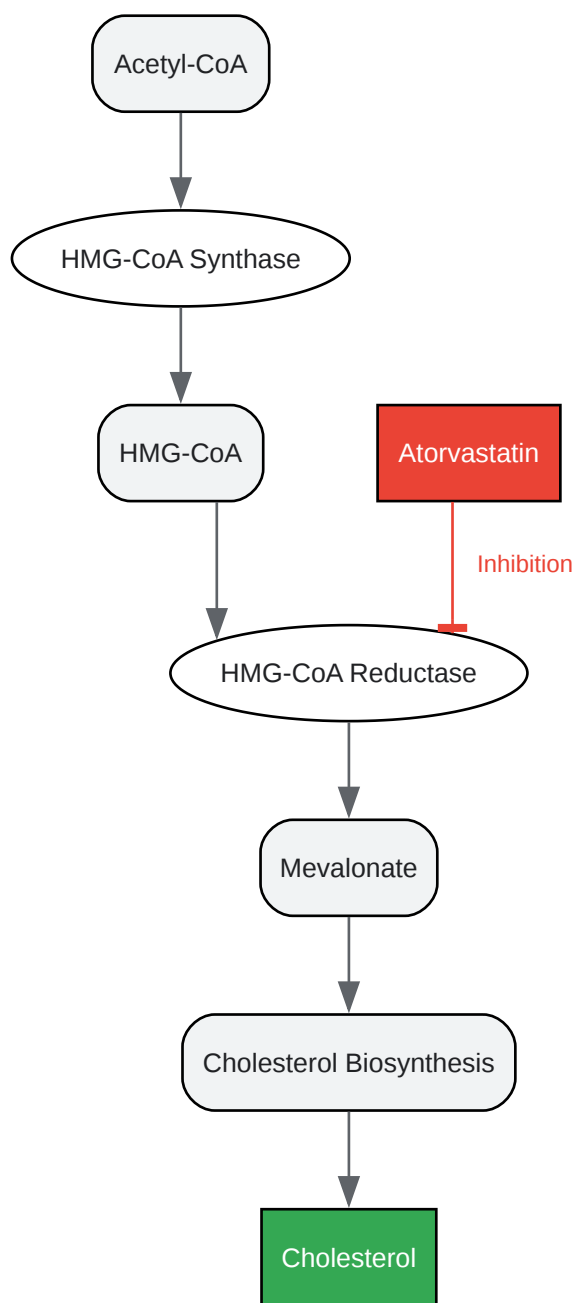 Acetyl-CoA
HMG-CoA Synthase
HMG-CoA
Atorvastatin
Inhibition
HMG-CoA Reductase
Mevalonate
Cholesterol Biosynthesis
Cholesterol